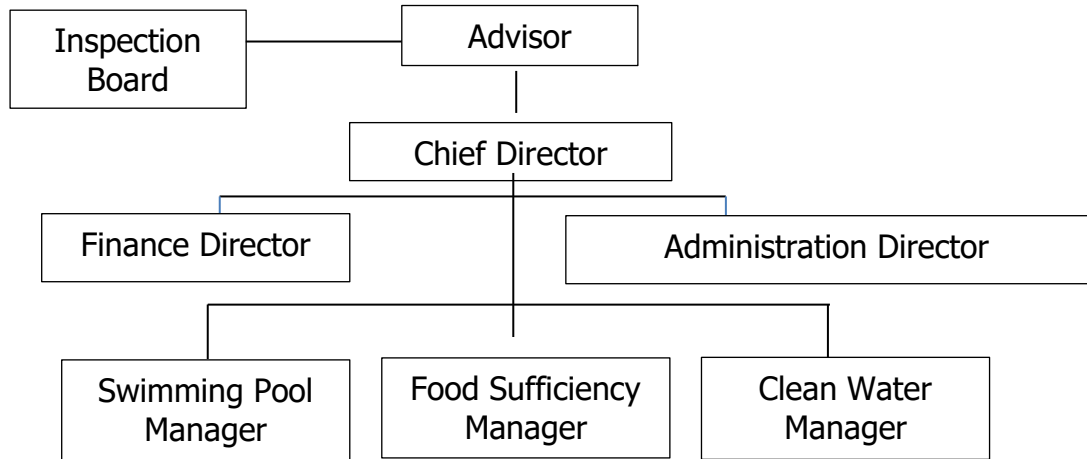 Inspection
Board
Advisor
Chief Director
Finance Director
Administration Director
Swimming Pool
Manager
Food Sufficiency
Manager
Clean Water
Manager